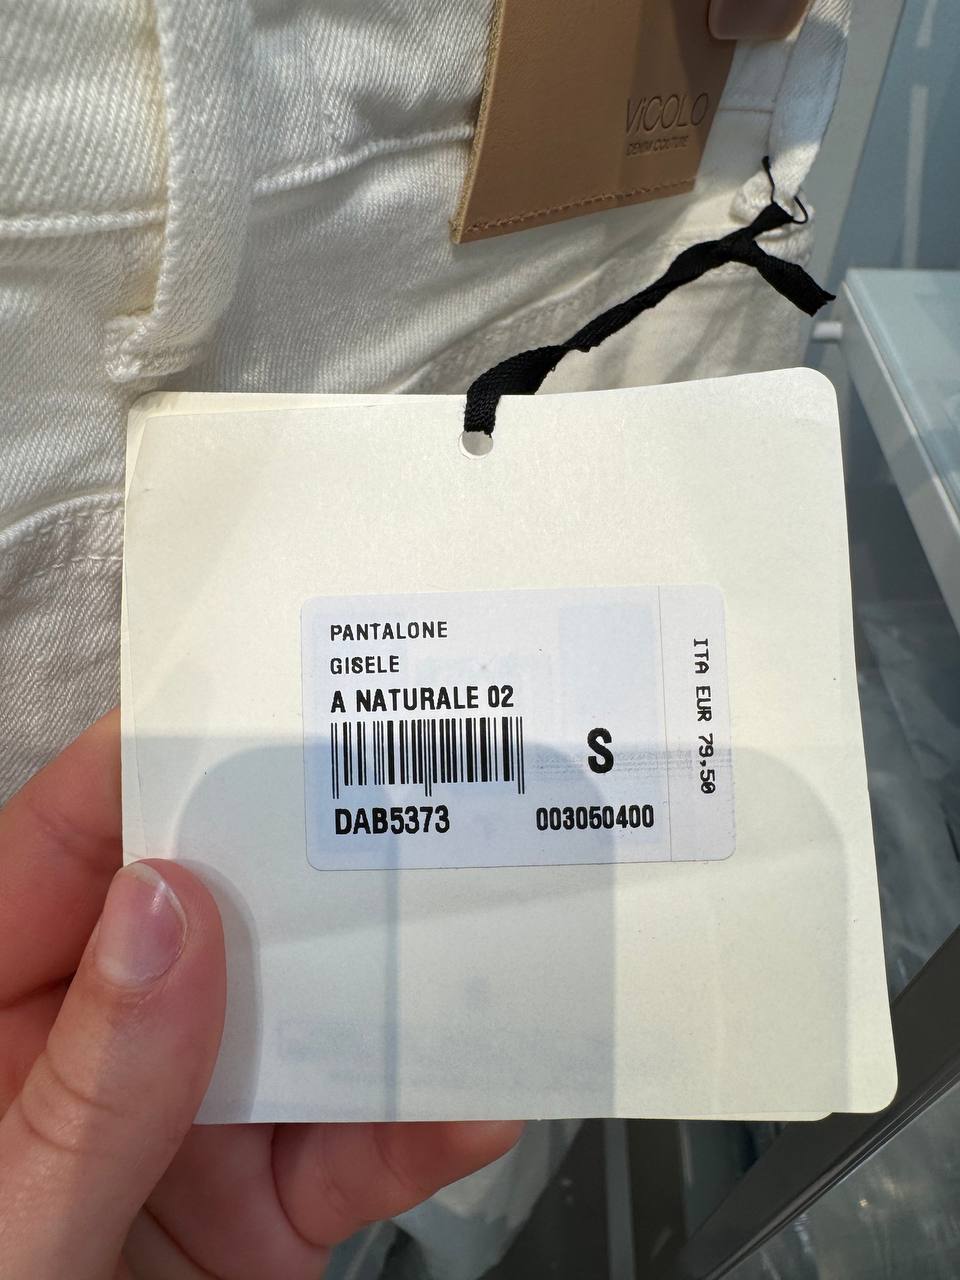 ViCOLO
DENIM COUTURE
PANTALONE
GISELE
A NATURALE 02
S
DAB5373
003050400
ITA EUR 79,50